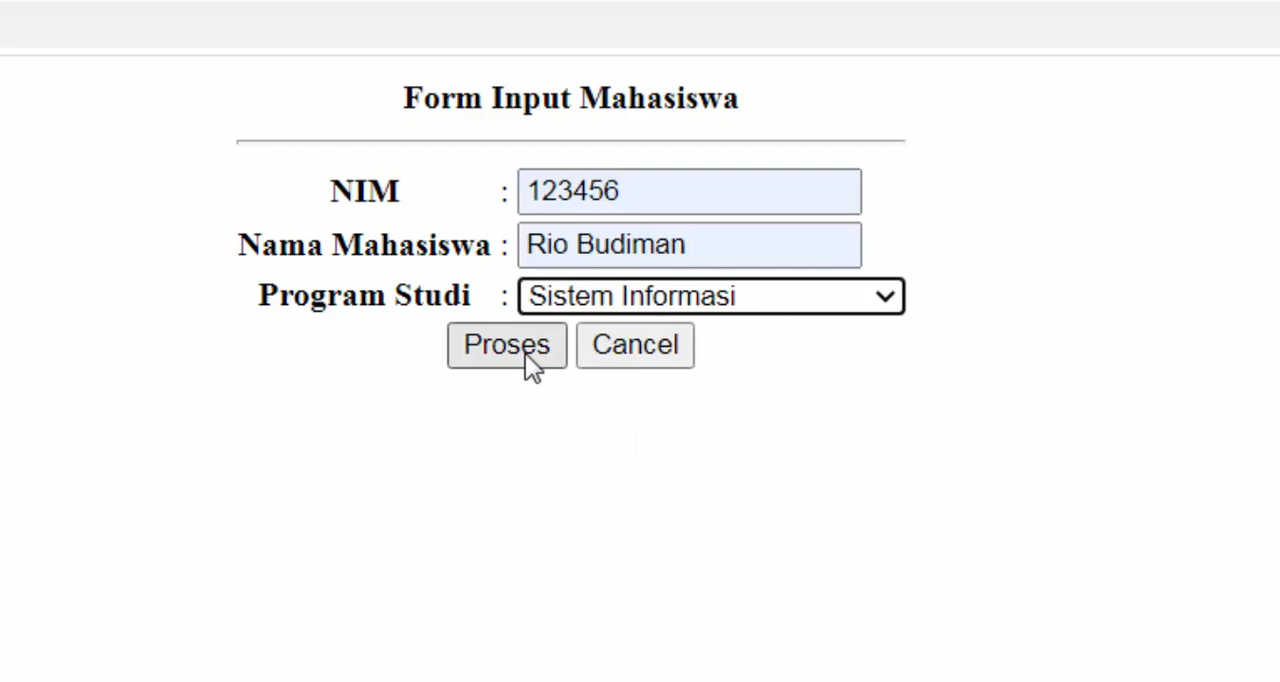 Form Input Mahasiswa
NIM : 123456
Nama Mahasiswa : Rio Budiman
Program Studi : Sistem Informasi
Proses Cancel